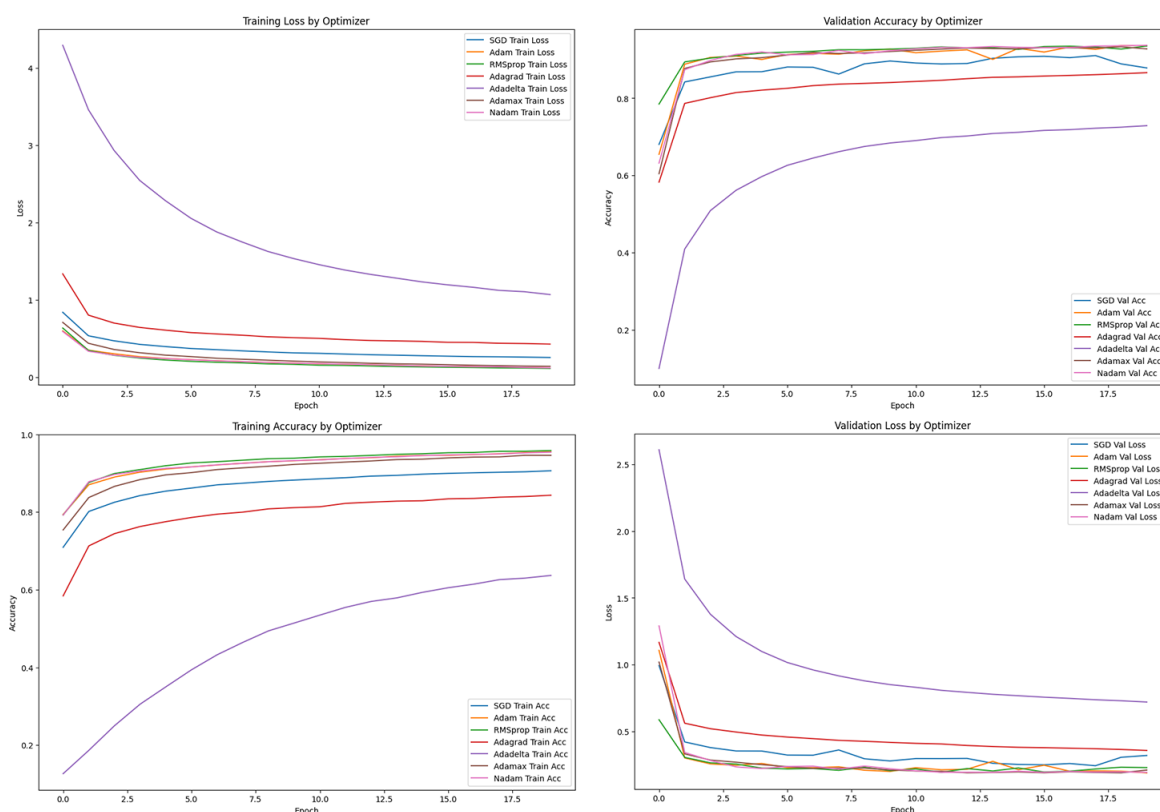 Training Loss by Optimizer
SGD Train Loss
Adam Train Loss
RMSprop Train Loss
Adagrad Train Loss
Adadelta Train Loss
Adamax Train Loss
Nadam Train Loss
4
3
2
1
0
Loss
0.0 2.5 5.0 7.5 10.0 12.5 15.0 17.5
Epoch
Validation Accuracy by Optimizer
0.8
0.6
0.4
0.2
Accuracy
SGD Val Acc
Adam Val Acc
RMSprop Val Acc
Adagrad Val Acc
Adadelta Val Acc
Adamax Val Acc
Nadam Val Acc
0.0 2.5 5.0 7.5 10.0 12.5 15.0 17.5
Epoch
Training Accuracy by Optimizer
1.0
0.8
0.6
0.4
0.2
Accuracy
SGD Train Acc
Adam Train Acc
RMSprop Train Acc
Adagrad Train Acc
Adadelta Train Acc
Adamax Train Acc
Nadam Train Acc
0.0 2.5 5.0 7.5 10.0 12.5 15.0 17.5
Epoch
Validation Loss by Optimizer
SGD Val Loss
Adam Val Loss
RMSprop Val Loss
Adagrad Val Loss
Adadelta Val Loss
Adamax Val Loss
Nadam Val Loss
2.5
2.0
1.5
1.0
0.5
Loss
0.0 2.5 5.0 7.5 10.0 12.5 15.0 17.5
Epoch